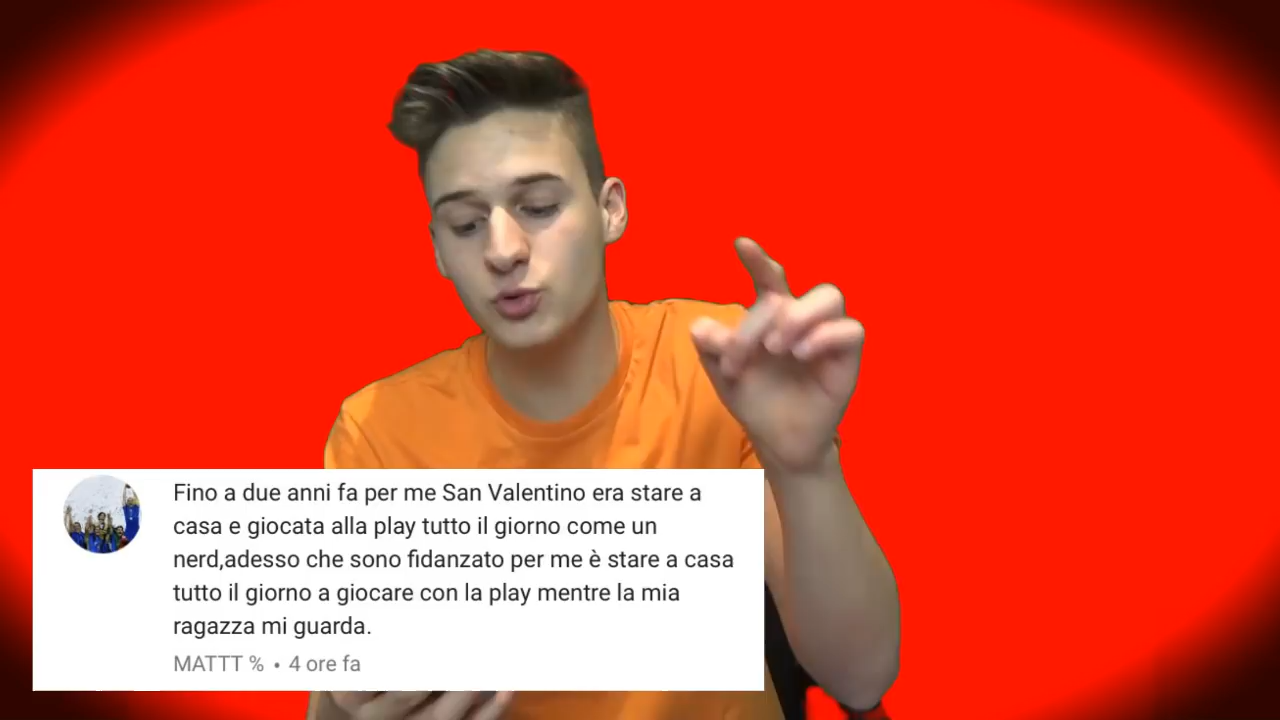 Fino a due anni fa per me San Valentino era stare a
casa e giocata alla play tutto il giorno come un
nerd,adesso che sono fidanzato per me è stare a casa
tutto il giorno a giocare con la play mentre la mia
ragazza mi guarda.
MATTT % • 4 ore fa